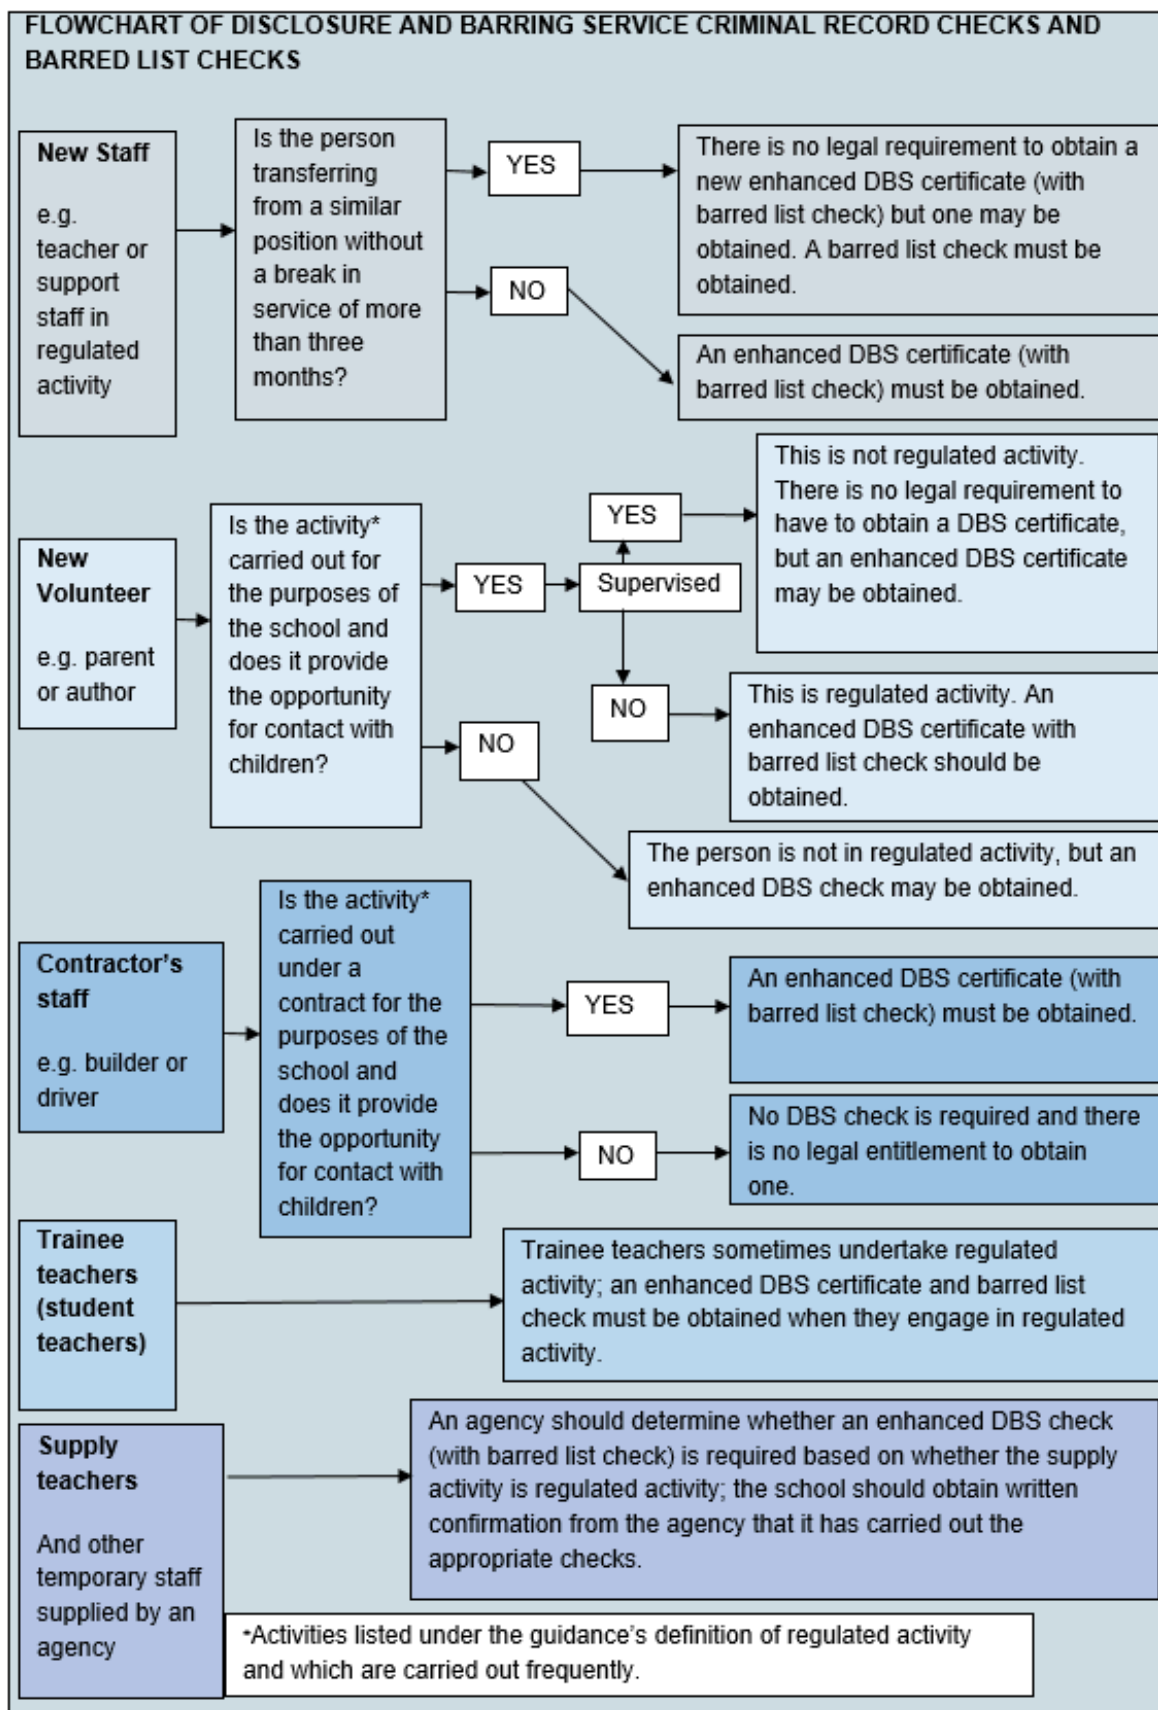 FLOWCHART OF DISCLOSURE AND BARRING SERVICE CRIMINAL RECORD CHECKS AND
BARRED LIST CHECKS
New Staff
e.g.
teacher or
support
staff in
regulated
activity
Is the person
transferring
from a similar
position without
a break in
service of more
than three
months?
YES
There is no legal requirement to obtain a
new enhanced DBS certificate (with
barred list check) but one may be
obtained. A barred list check must be
obtained.
NO
An enhanced DBS certificate (with
barred list check) must be obtained.
New
Volunteer
e.g. parent
or author
Is the activity*
carried out for
the purposes of
the school and
does it provide
the opportunity
for contact with
children?
YES
Supervised
YES
This is not regulated activity.
There is no legal requirement to
have to obtain a DBS certificate,
but an enhanced DBS certificate
may be obtained.
NO
This is regulated activity. An
enhanced DBS certificate with
barred list check should be
obtained.
NO
The person is not in regulated activity, but an
enhanced DBS check may be obtained.
Contractor's
staff
e.g. builder or
driver
Is the activity*
carried out
under a
contract for the
purposes of the
school and
does it provide
the opportunity
for contact with
children?
YES
An enhanced DBS certificate (with
barred list check) must be obtained.
NO
No DBS check is required and there
is no legal entitlement to obtain
one.
Trainee
teachers
(student
teachers)
Trainee teachers sometimes undertake regulated
activity; an enhanced DBS certificate and barred list
check must be obtained when they engage in regulated
activity.
Supply
teachers
And other
temporary staff
supplied by an
agency
An agency should determine whether an enhanced DBS check
(with barred list check) is required based on whether the supply
activity is regulated activity; the school should obtain written
confirmation from the agency that it has carried out the
appropriate checks.
*Activities listed under the guidance's definition of regulated activity
and which are carried out frequently.